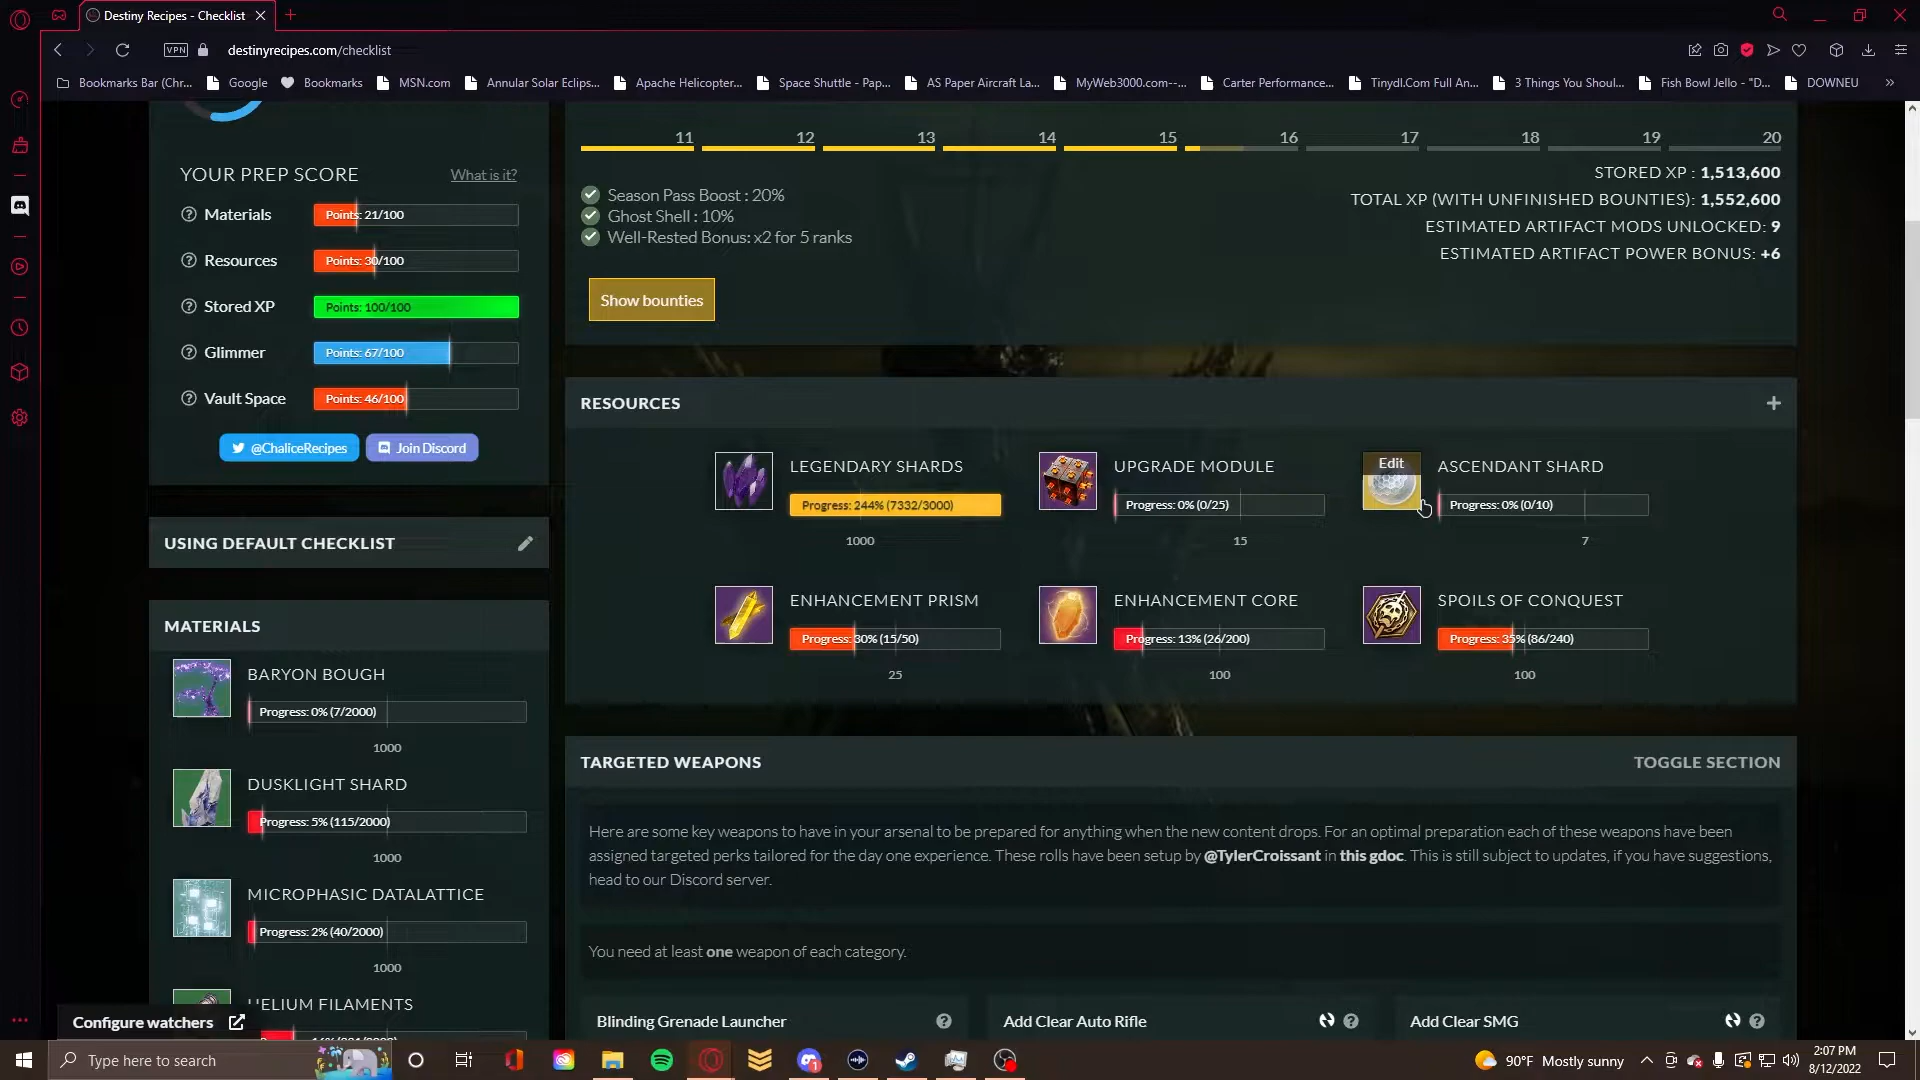 Destiny Recipes - Checklist
VPN
destinyrecipes.com/checklist
Bookmarks Bar (Chr...
Google
Bookmarks
MSN.com
Annular Solar Eclips...
Apache Helicopter...
Space Shuttle - Pap...
AS Paper Aircraft La...
MyWeb3000.com--...
Carter Performance...
Tinydl.Com Full An...
3 Things You Shoul...
Fish Bowl Jello - "D...
DOWNEU
»
YOUR PREP SCORE
What is it?
Materials
Points: 21/100
Resources
Points: 30/100
Stored XP
Points: 100/100
Glimmer
Points: 67/100
Vault Space
Points: 46/100
@ChaliceRecipes
Join Discord
USING DEFAULT CHECKLIST
MATERIALS
BARYON BOUGH
Progress: 0% (7/2000)
1000
DUSKLIGHT SHARD
Progress: 5% (115/2000)
1000
MICROPHASIC DATALATTICE
Progress: 2% (40/2000)
1000
HELIUM FILAMENTS
Configure watchers
11 12 13 14 15 16 17 18 19 20
Season Pass Boost : 20%
Ghost Shell : 10%
Well-Rested Bonus: x2 for 5 ranks
STORED XP : 1,513,600
TOTAL XP (WITH UNFINISHED BOUNTIES): 1,552,600
ESTIMATED ARTIFACT MODS UNLOCKED: 9
ESTIMATED ARTIFACT POWER BONUS: +6
Show bounties
RESOURCES
+
LEGENDARY SHARDS
Progress: 244% (7332/3000)
1000
UPGRADE MODULE
Progress: 0% (0/25)
15
Edit
ASCENDANT SHARD
Progress: 0% (0/10)
7
ENHANCEMENT PRISM
Progress: 30% (15/50)
25
ENHANCEMENT CORE
Progress: 13% (26/200)
100
SPOILS OF CONQUEST
Progress: 35% (86/240)
100
TARGETED WEAPONS
TOGGLE SECTION
Here are some key weapons to have in your arsenal to be prepared for anything when the new content drops. For an optimal preparation each of these weapons have been
assigned targeted perks tailored for the day one experience. These rolls have been setup by @TylerCroissant in this gdoc. This is still subject to updates, if you have suggestions,
head to our Discord server.
You need at least one weapon of each category.
Blinding Grenade Launcher
Add Clear Auto Rifle
Add Clear SMG
Type here to search
90°F Mostly sunny
2:07 PM
8/12/2022